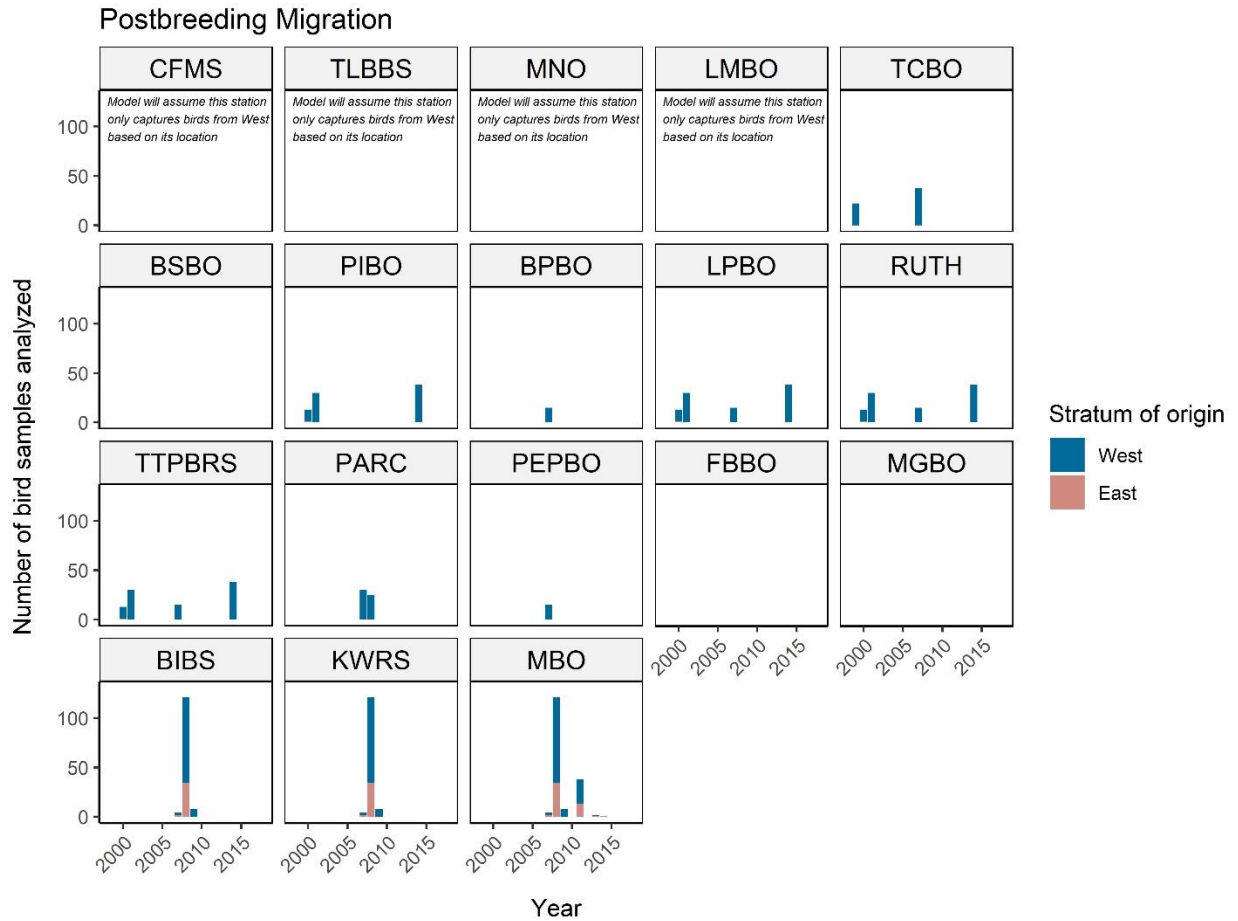 Postbreeding Migration
CFMS
TLBBS
MNO
LMBO
TCBO
Model will assume this station
only captures birds from West
based on its location
Model will assume this station
only captures birds from West
based on its location
Model will assume this station
only captures birds from West
based on its location
Model will assume this station
only captures birds from West
based on its location
100
50
0
BSBO
PIBO
BPBO
LPBO
RUTH
100
50
0
TTPBRS
PARC
PEPBO
FBBO
MGBO
100
50
0
2000
2005
2010
2015
2000
2005
2010
2015
BIBS
KWRS
MBO
100
50
0
2000
2005
2010
2015
2000
2005
2010
2015
2000
2005
2010
2015
Year
Number of bird samples analyzed
Stratum of origin
West
East